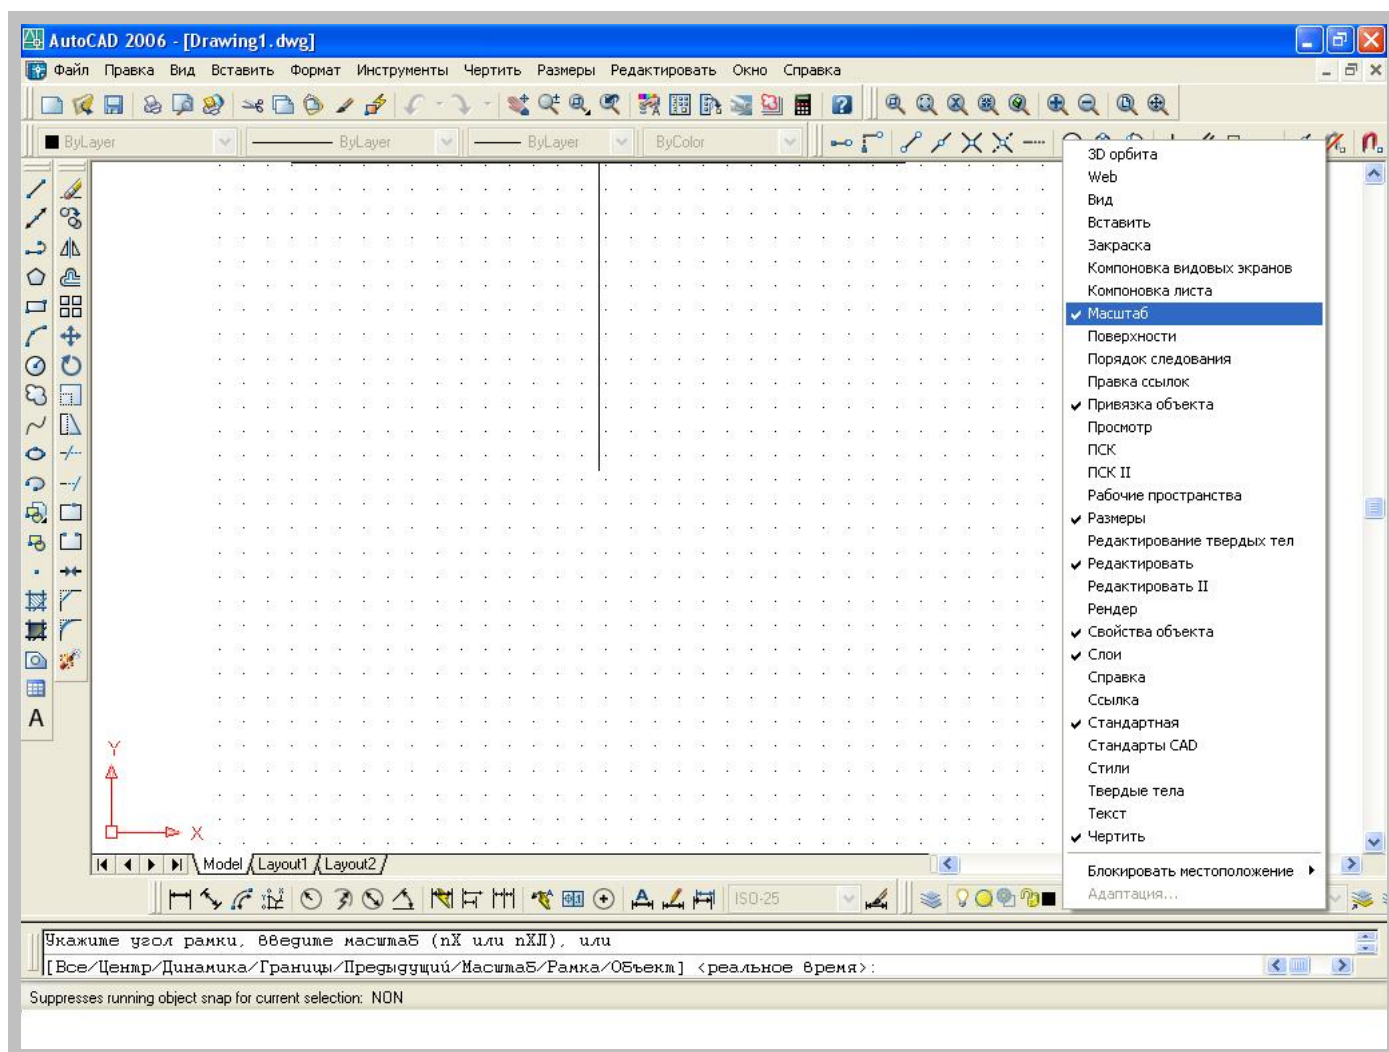 AutoCAD 2006 - [Drawing1.dwg]
Файл Правка Вид Вставить Формат Инструменты Чертить Размеры Редактировать Окно Справка
ByLayer ByLayer ByLayer ByColor
3D орбита
Web
Вид
Вставить
Закраска
Компоновка видовых экранов
Компоновка листа
Масштаб
Поверхности
Порядок следования
Правка ссылок
Привязка объекта
Просмотр
ПСК
ПСК II
Рабочие пространства
Размеры
Редактирование твердых тел
Редактировать
Редактировать II
Рендер
Свойства объекта
Слои
Справка
Ссылка
Стандартная
Стандарты CAD
Стили
Твердые тела
Текст
Чертить
Блокировать местоположение
Адаптация...
A
Y
X
Model Layout1 Layout2
ISO-25
Укажите угол рамки, введите масштаб (nX или nXЛ), или
[Все/Центр/Динамика/Границы/Предыдущий/Масштаб/Рамка/Объект] <реальное время>:
Suppresses running object snap for current selection: NON